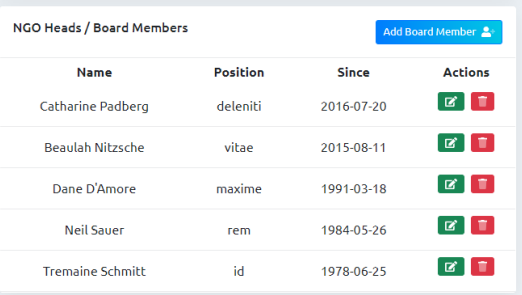 NGO Heads / Board Members
Add Board Member
Name Position Since Actions
Catharine Padberg deleniti 2016-07-20
Beaulah Nitzsche vitae 2015-08-11
Dane D'Amore maxime 1991-03-18
Neil Sauer rem 1984-05-26
Tremaine Schmitt id 1978-06-25